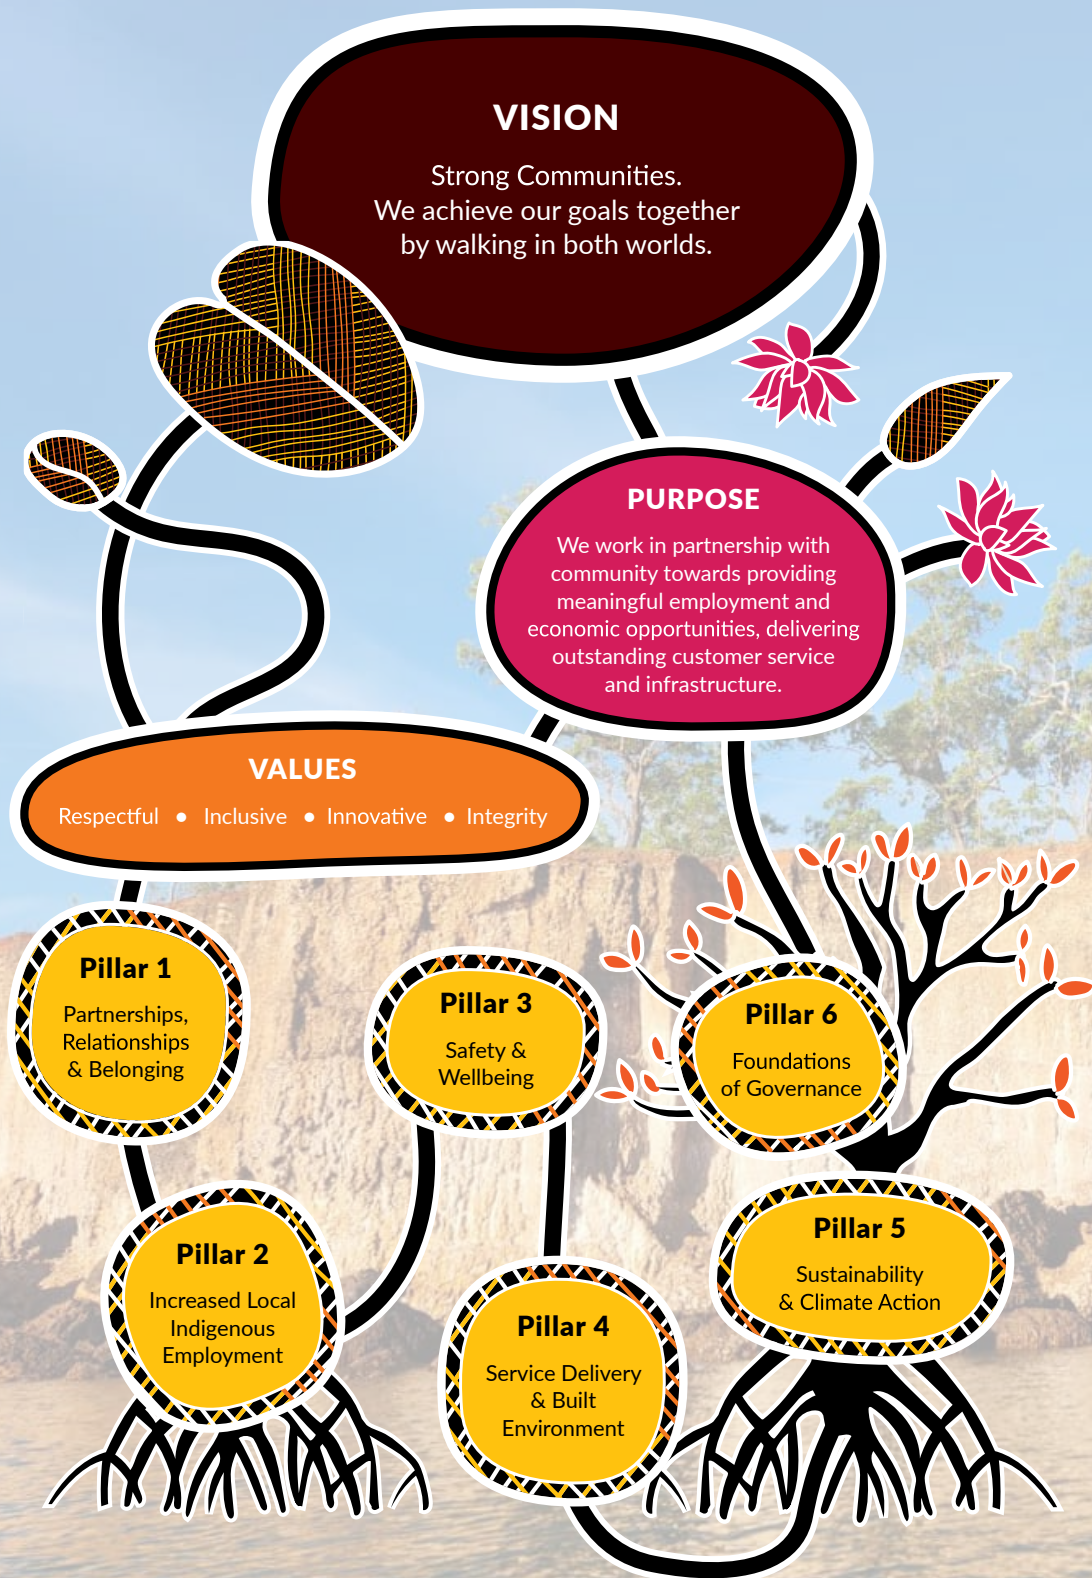 VISION
Strong Communities.
We achieve our goals together
by walking in both worlds.
PURPOSE
We work in partnership with
community towards providing
meaningful employment and
economic opportunities, delivering
outstanding customer service
and infrastructure.
VALUES
Respectful • Inclusive • Innovative • Integrity
Pillar 1
Partnerships,
Relationships
& Belonging
Pillar 2
Increased Local
Indigenous
Employment
Pillar 3
Safety &
Wellbeing
Pillar 4
Service Delivery
& Built
Environment
Pillar 5
Sustainability
& Climate Action
Pillar 6
Foundations
of Governance